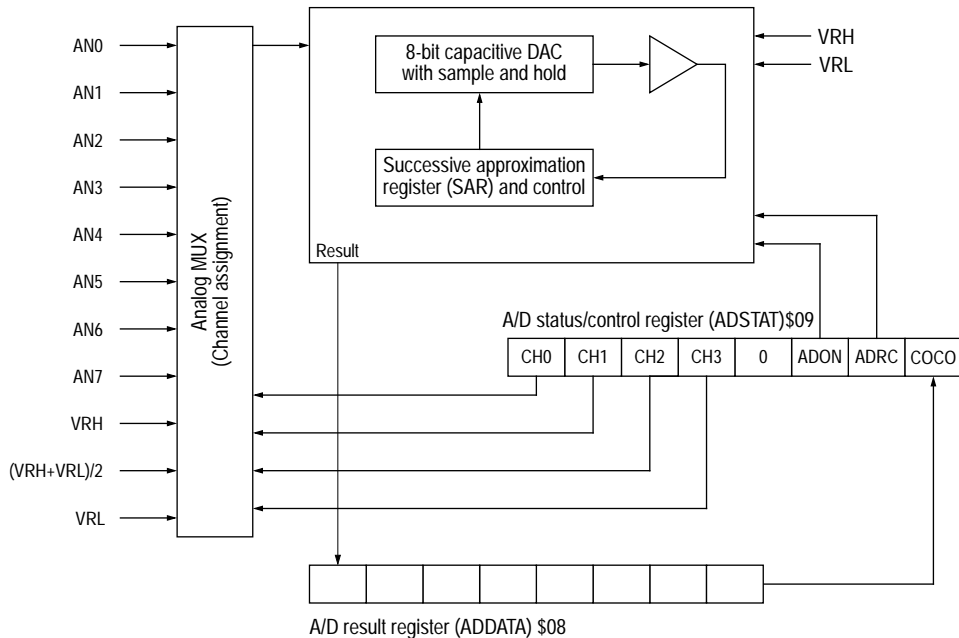 AN0
AN1
AN2
AN3
AN4
AN5
AN6
AN7
VRH
(VRH+VRL)/2
VRL
Analog MUX
(Channel assignment)
8-bit capacitive DAC
with sample and hold
Successive approximation
register (SAR) and control
Result
VRH
VRL
A/D status/control register (ADSTAT)$09
CH0 CH1 CH2 CH3 0 ADON ADRC COCO
A/D result register (ADDATA) $08